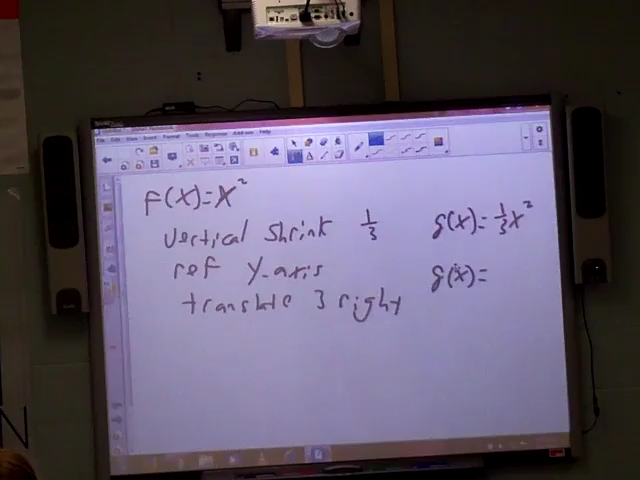 f(x)=x²
vertical shrink 1/3
g(x)=1/3x²
ref y-axis
g(x)=
translate 3 right